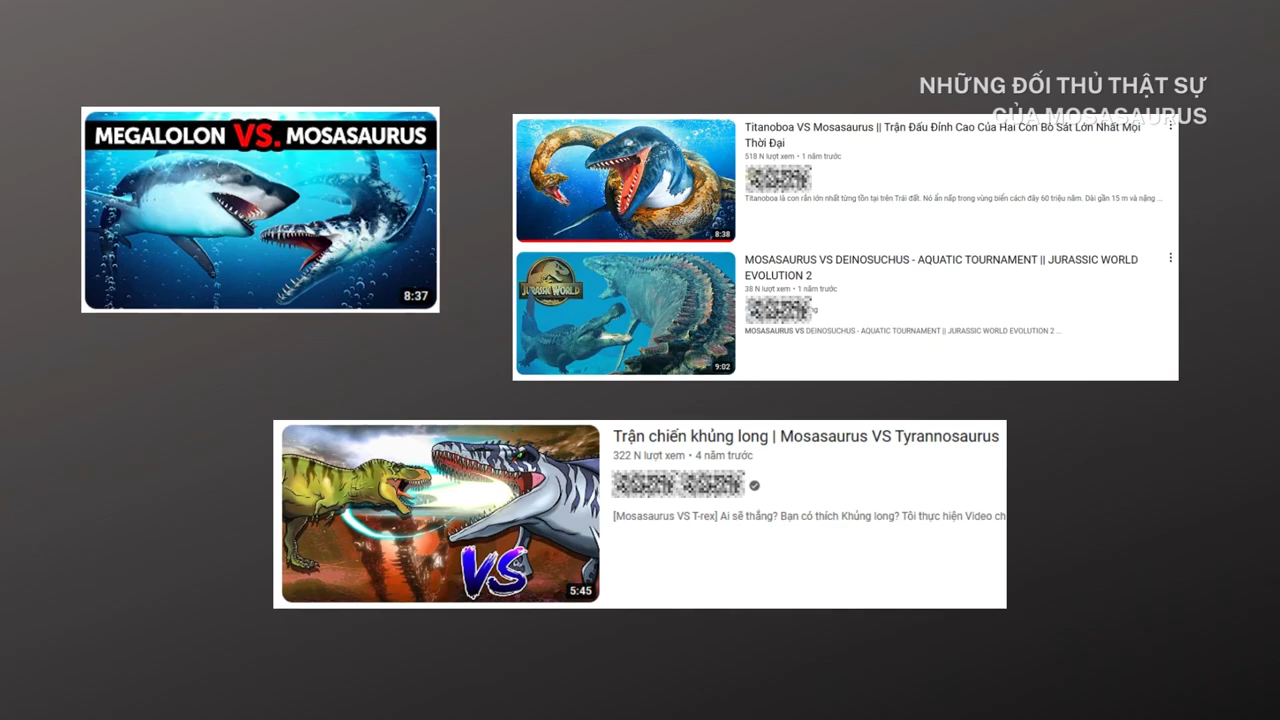 NHỮNG ĐỐI THỦ THẬT SỰ
CỦA MOSASAURUS
MEGALOLON VS. MOSASAURUS
8:37
Titanoboa VS Mosasaurus || Trận Đấu Đỉnh Cao Của Hai Con Bò Sát Lớn Nhất Mọi
Thời Đại
518 N lượt xem • 1 năm trước
Titanoboa là con rắn lớn nhất từng tồn tại trên Trái đất. Nó ẩn nấp trong vùng biển cách đây 60 triệu năm. Dài gần 15 m và nặng ...
8:38
MOSASAURUS VS DEINOSUCHUS - AQUATIC TOURNAMENT || JURASSIC WORLD
EVOLUTION 2
38 N lượt xem • 1 năm trước
ng
MOSASAURUS VS DEINOSUCHUS - AQUATIC TOURNAMENT || JURASSIC WORLD EVOLUTION 2 ...
JURASSIC WORLD
9:02
Trận chiến khủng long | Mosasaurus VS Tyrannosaurus
322 N lượt xem • 4 năm trước
[Mosasaurus VS T-rex] Ai sẽ thắng? Bạn có thích Khủng long? Tôi thực hiện Video ch
VS
5:45